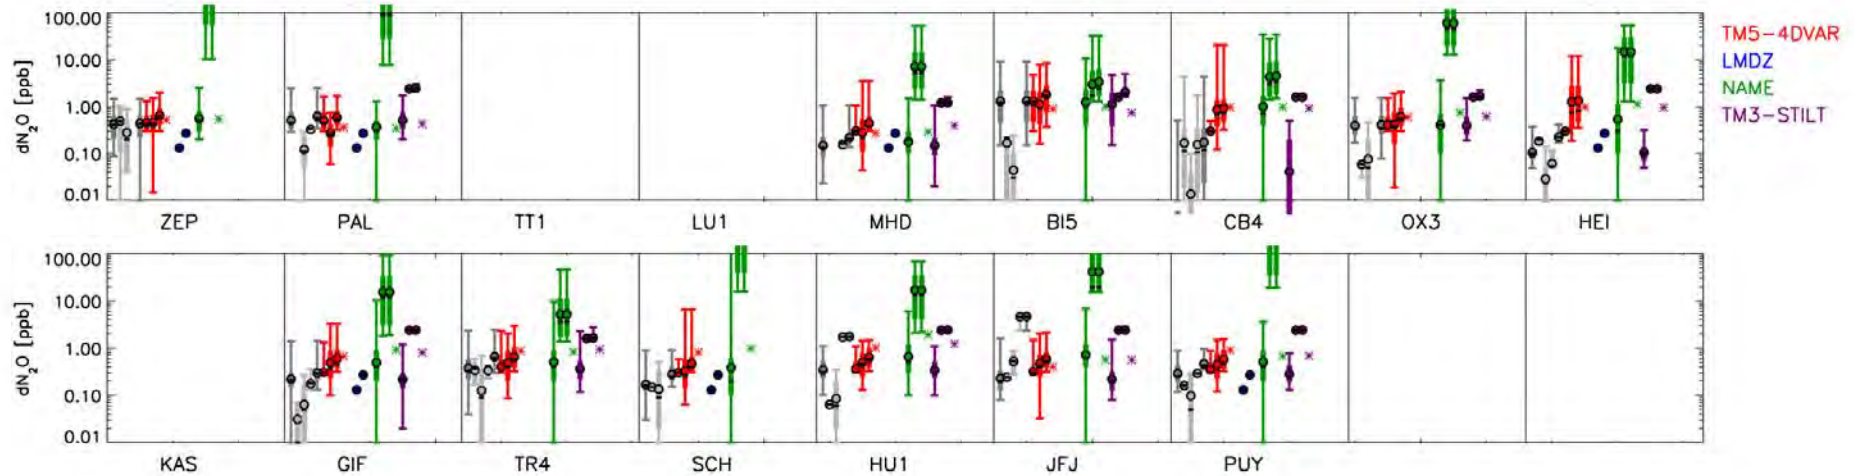 dN2O [ppb]
100.00
10.00
1.00
0.10
0.01
ZEP PAL TT1 LU1 MHD BI5 CB4 OX3 HEI
TM5-4DVAR
LMDZ
NAME
TM3-STILT
dN2O [ppb]
100.00
10.00
1.00
0.10
0.01
KAS GIF TR4 SCH HU1 JFJ PUY